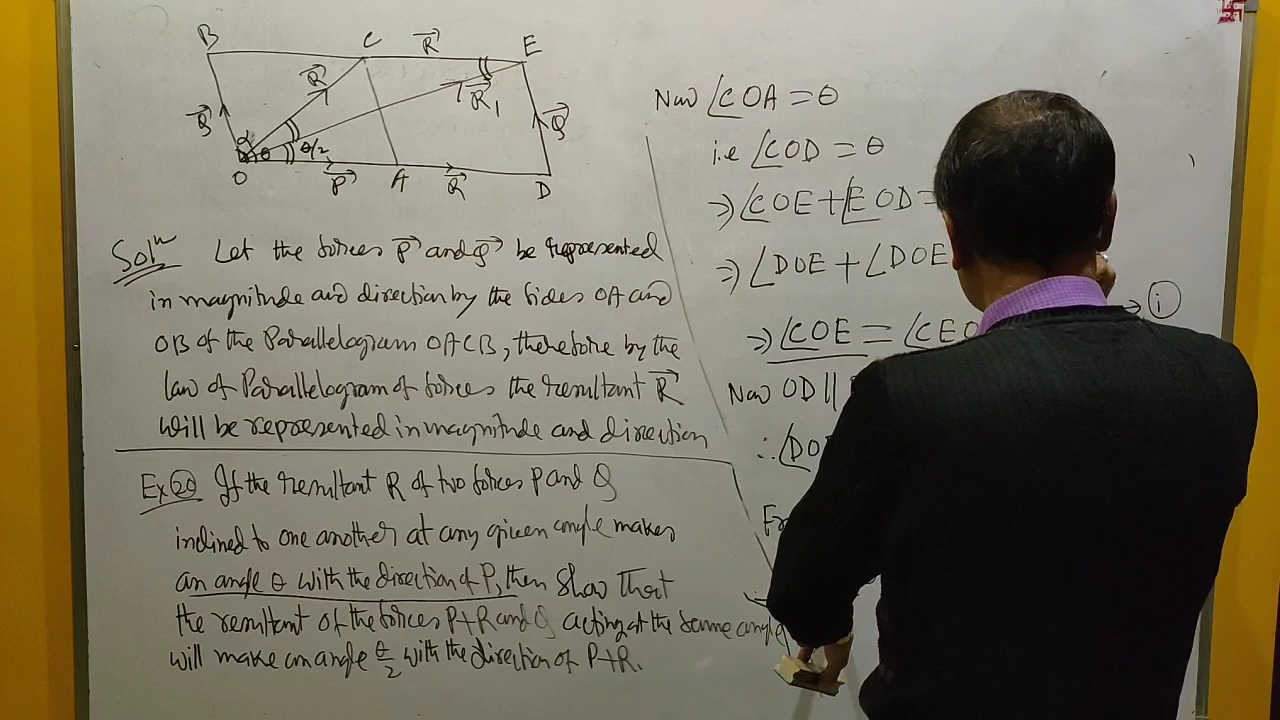 B C R⃗ E
Q⃗ R⃗ R⃗₁ Q⃗
α θ θ/2
O P⃗ A R⃗ D
Solⁿ Let the forces P⃗ and Q⃗ be represented
in magnitude and direction by the sides OA and
OB of the Parallelogram OACB, therefore by the
law of Parallelogram of forces the resultant R⃗
will be represented in magnitude and direction
Ex 20 If the resultant R of two forces P and Q
inclined to one another at any given angle makes
an angle θ with the direction of P, then show that
the resultant of the forces P+R and Q acting at the same angle
will make an angle θ/2 with the direction of P+R.
Now ∠COA = θ
i.e ∠COD = θ
⇒ ∠COE + ∠EOD =
⇒ ∠DOE + ∠DOE
⇒ ∠COE = ∠CEO → (i)
Now OD ||
∴ ∠DO